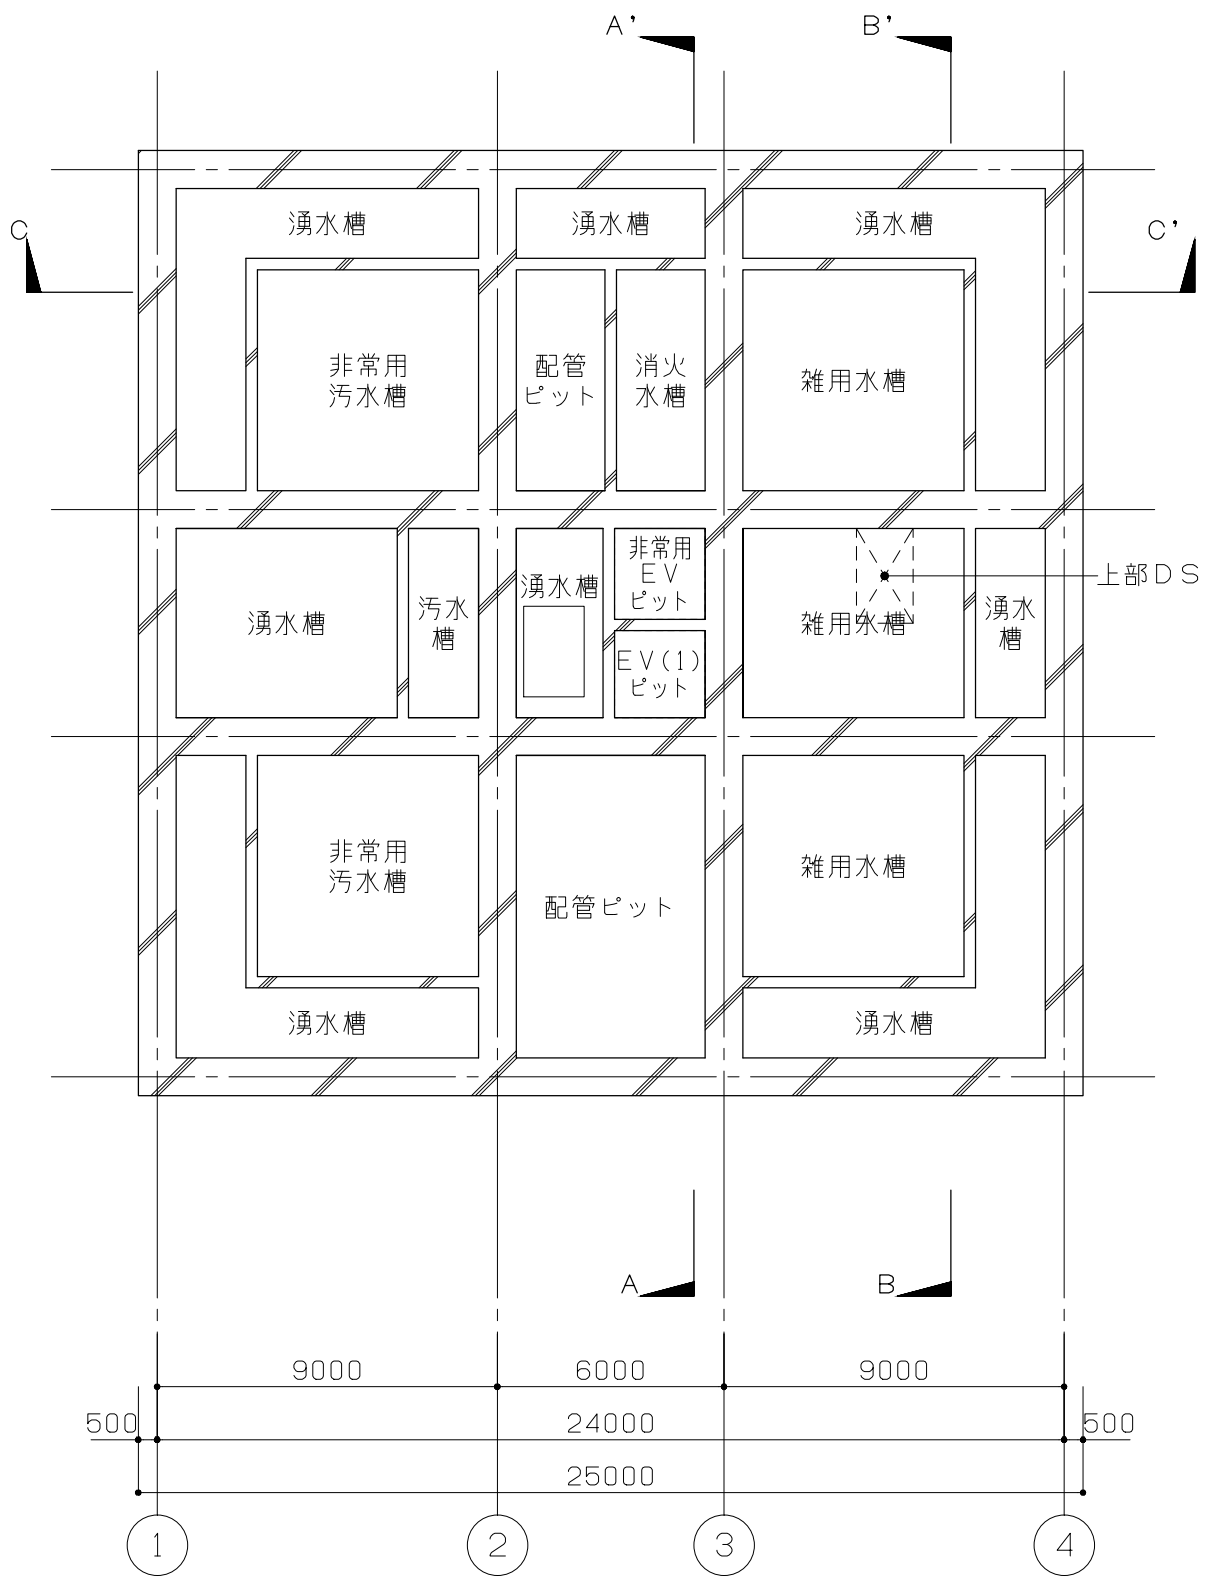 A' B'
C C'
湧水槽 湧水槽 湧水槽
非常用
汚水槽
配管
ピット
消火
水槽
雑用水槽
湧水槽
汚水
槽
湧水槽
非常用
EV
ピット
EV(1)
ピット
雑用水槽
上部DS
湧水
槽
非常用
汚水槽
配管ピット
雑用水槽
湧水槽 湧水槽
A B
9000 6000 9000
500 24000 500
25000
1 2 3 4